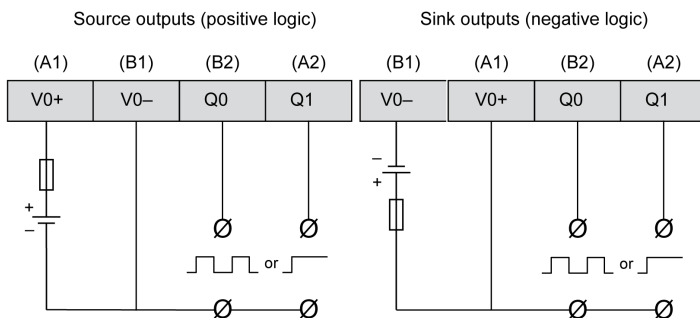 Source outputs (positive logic)
(A1) (B1) (B2) (A2)
V0+ V0– Q0 Q1
+
–
or
Sink outputs (negative logic)
(B1) (A1) (B2) (A2)
V0– V0+ Q0 Q1
–
+
or